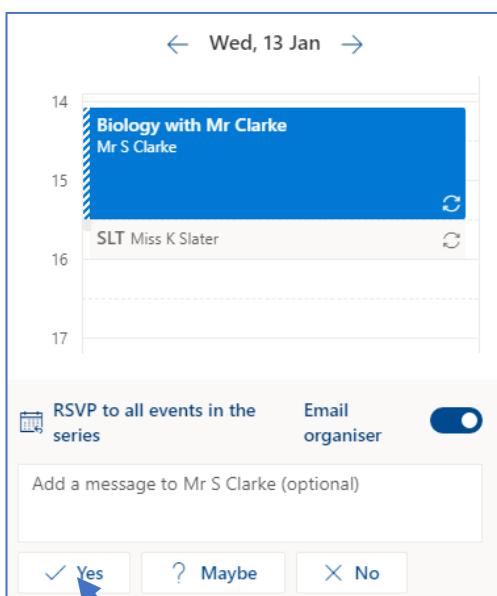 Wed, 13 Jan
14
Biology with Mr Clarke
Mr S Clarke
15
SLT Miss K Slater
16
17
RSVP to all events in the series
Email organiser
Add a message to Mr S Clarke (optional)
Yes
Maybe
No